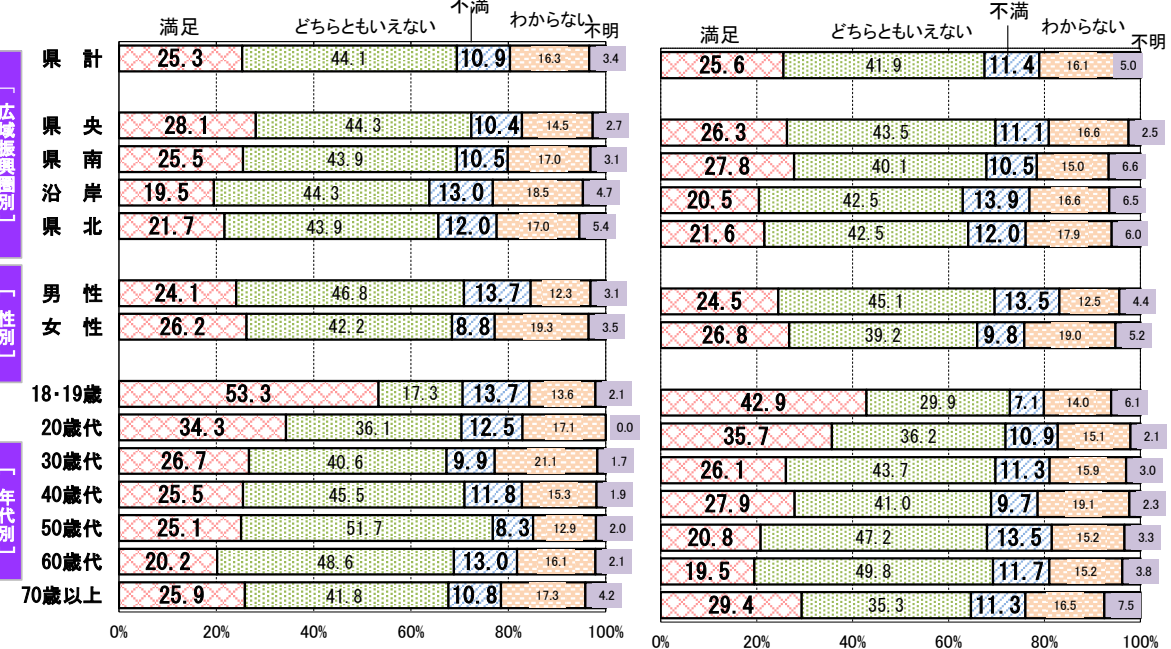 満足 どちらともいえない 不満 わからない 不明
満足 どちらともいえない 不満 わからない 不明
［広域振興圏別］
［性別］
［年代別］
県 計 25.3 44.1 10.9 16.3 3.4 25.6 41.9 11.4 16.1 5.0
県 央 28.1 44.3 10.4 14.5 2.7 26.3 43.5 11.1 16.6 2.5
県 南 25.5 43.9 10.5 17.0 3.1 27.8 40.1 10.5 15.0 6.6
沿 岸 19.5 44.3 13.0 18.5 4.7 20.5 42.5 13.9 16.6 6.5
県 北 21.7 43.9 12.0 17.0 5.4 21.6 42.5 12.0 17.9 6.0
男 性 24.1 46.8 13.7 12.3 3.1 24.5 45.1 13.5 12.5 4.4
女 性 26.2 42.2 8.8 19.3 3.5 26.8 39.2 9.8 19.0 5.2
18・19歳 53.3 17.3 13.7 13.6 2.1 42.9 29.9 7.1 14.0 6.1
20歳代 34.3 36.1 12.5 17.1 0.0 35.7 36.2 10.9 15.1 2.1
30歳代 26.7 40.6 9.9 21.1 1.7 26.1 43.7 11.3 15.9 3.0
40歳代 25.5 45.5 11.8 15.3 1.9 27.9 41.0 9.7 19.1 2.3
50歳代 25.1 51.7 8.3 12.9 2.0 20.8 47.2 13.5 15.2 3.3
60歳代 20.2 48.6 13.0 16.1 2.1 19.5 49.8 11.7 15.2 3.8
70歳以上 25.9 41.8 10.8 17.3 4.2 29.4 35.3 11.3 16.5 7.5
0% 20% 40% 60% 80% 100%
0% 20% 40% 60% 80% 100%